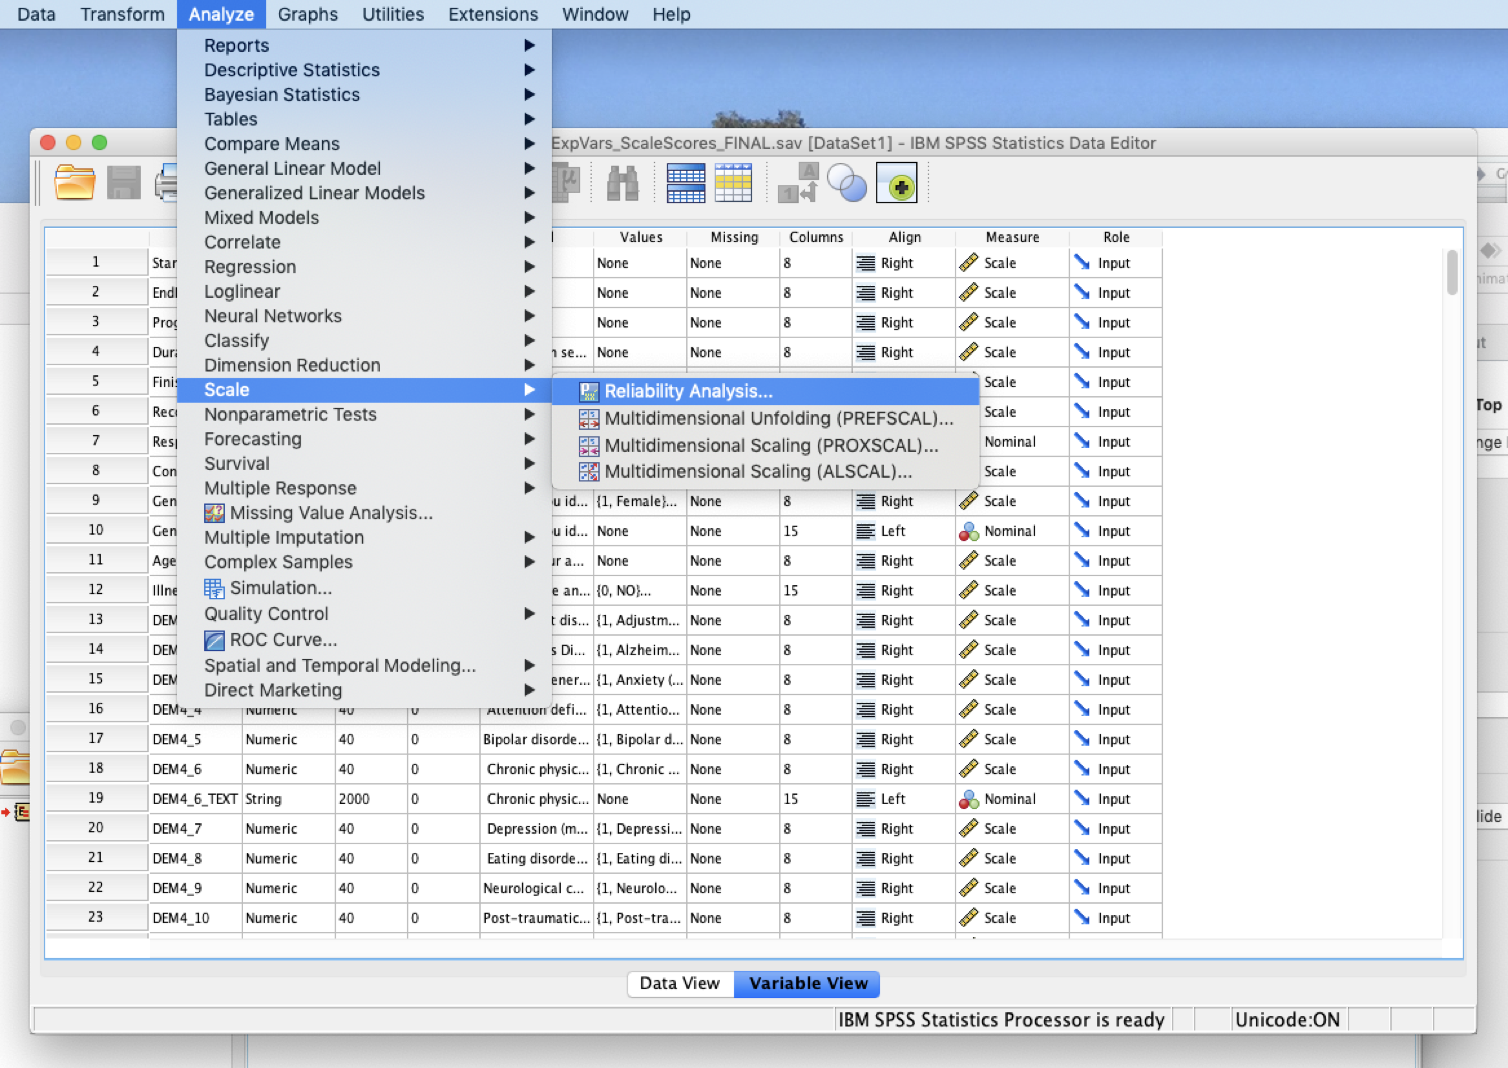 Data Transform Analyze Graphs Utilities Extensions Window Help
Reports
Descriptive Statistics
Bayesian Statistics
Tables
Compare Means
General Linear Model
Generalized Linear Models
Mixed Models
Correlate
Regression
Loglinear
Neural Networks
Classify
Dimension Reduction
Scale
Nonparametric Tests
Forecasting
Survival
Multiple Response
Missing Value Analysis...
Multiple Imputation
Complex Samples
Simulation...
Quality Control
ROC Curve...
Spatial and Temporal Modeling...
Direct Marketing
Reliability Analysis...
Multidimensional Unfolding (PREFSCAL)...
Multidimensional Scaling (PROXSCAL)...
Multidimensional Scaling (ALSCAL)...
ExpVars_ScaleScores_FINAL.sav [DataSet1] - IBM SPSS Statistics Data Editor
Values Missing Columns Align Measure Role
1 Star None None 8 Right Scale Input
2 End None None 8 Right Scale Input
3 Prog None None 8 Right Scale Input
4 Dura n se... None None 8 Right Scale Input
5 Finis Scale Input
6 Rec Scale Input
7 Resp Nominal Input
8 Con Scale Input
9 Gen u id... {1, Female}... None 8 Right Scale Input
10 Gen u id... None None 15 Left Nominal Input
11 Age ur a... None None 8 Right Scale Input
12 Illne e an... {0, NO}... None 15 Right Scale Input
13 DEM t dis... {1, Adjustm... None 8 Right Scale Input
14 DEM s Di... {1, Alzheim... None 8 Right Scale Input
15 DEM ener... {1, Anxiety (... None 8 Right Scale Input
16 DEM4_4 Numeric 40 0 Attention defi... {1, Attentio... None 8 Right Scale Input
17 DEM4_5 Numeric 40 0 Bipolar disorde... {1, Bipolar d... None 8 Right Scale Input
18 DEM4_6 Numeric 40 0 Chronic physic... {1, Chronic ... None 8 Right Scale Input
19 DEM4_6_TEXT String 2000 0 Chronic physic... None None 15 Left Nominal Input
20 DEM4_7 Numeric 40 0 Depression (m... {1, Depressi... None 8 Right Scale Input
21 DEM4_8 Numeric 40 0 Eating disorde... {1, Eating di... None 8 Right Scale Input
22 DEM4_9 Numeric 40 0 Neurological c... {1, Neurolo... None 8 Right Scale Input
23 DEM4_10 Numeric 40 0 Post-traumatic... {1, Post-tra... None 8 Right Scale Input
Data View Variable View
IBM SPSS Statistics Processor is ready Unicode:ON
Top
nge
lide